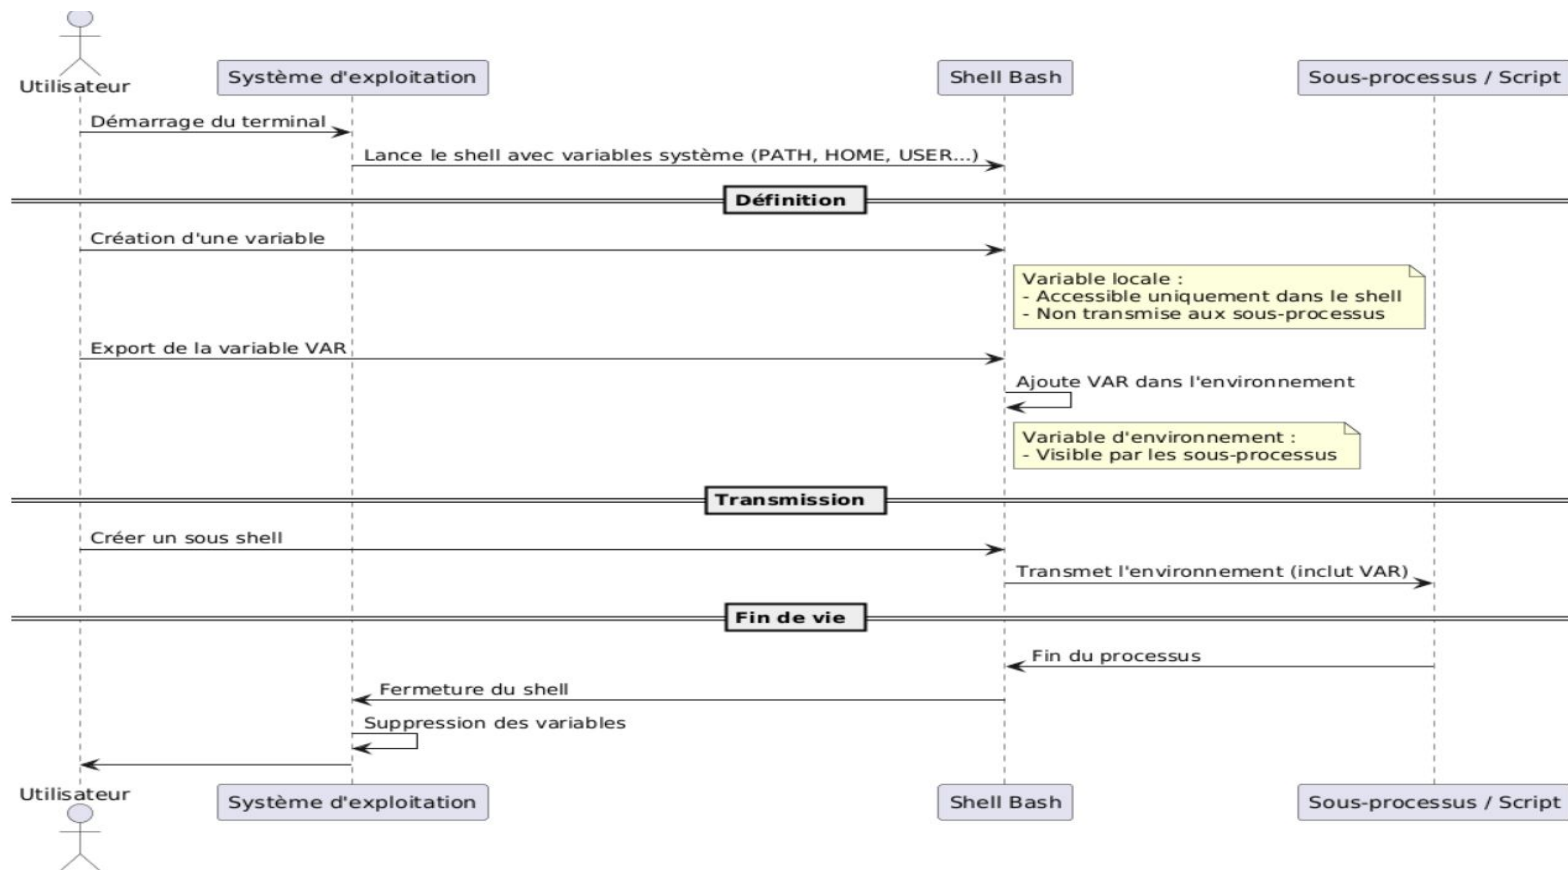 Utilisateur
Système d'exploitation
Shell Bash
Sous-processus / Script
Démarrage du terminal
Lance le shell avec variables système (PATH, HOME, USER...)
Définition
Création d'une variable
Variable locale :
- Accessible uniquement dans le shell
- Non transmise aux sous-processus
Export de la variable VAR
Ajoute VAR dans l'environnement
Variable d'environnement :
- Visible par les sous-processus
Transmission
Créer un sous shell
Transmet l'environnement (inclut VAR)
Fin de vie
Fin du processus
Fermeture du shell
Suppression des variables
Utilisateur
Système d'exploitation
Shell Bash
Sous-processus / Script